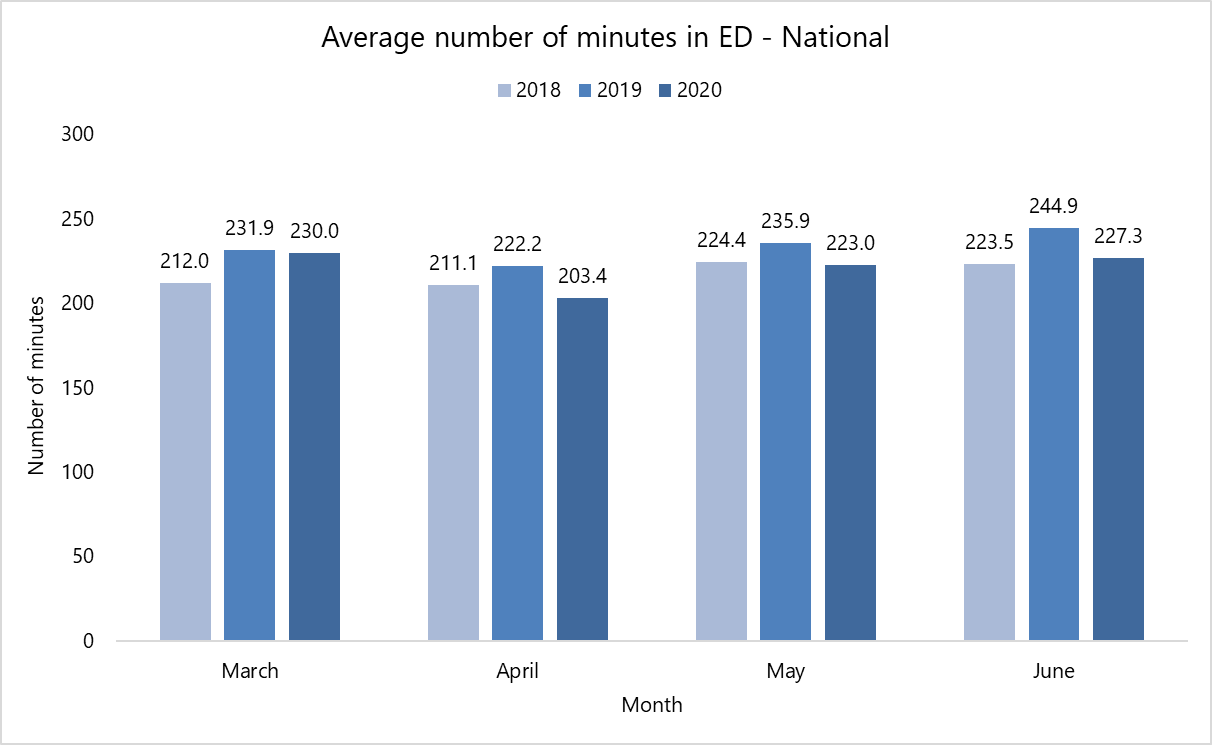 Average number of minutes in ED - National
2018 2019 2020
300
250
200
150
100
50
0
Number of minutes
212.0 231.9 230.0
211.1 222.2 203.4
224.4 235.9 223.0
223.5 244.9 227.3
March April May June
Month